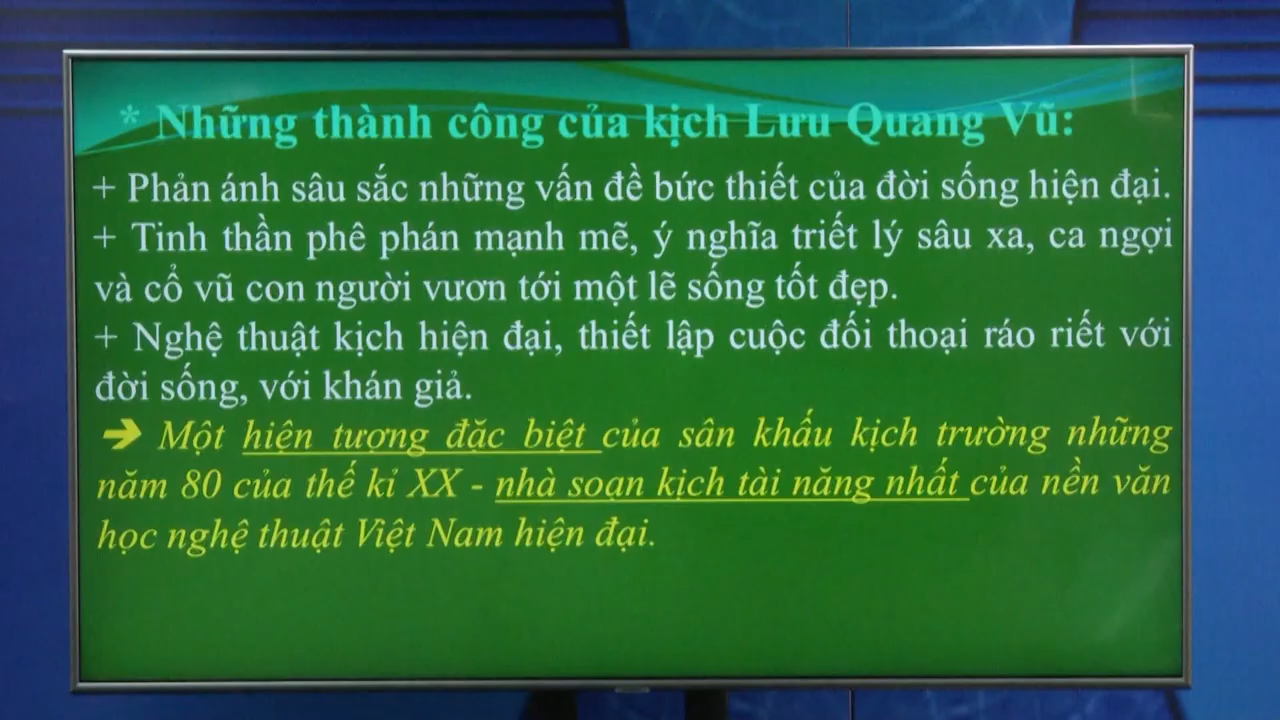 * Những thành công của kịch Lưu Quang Vũ:
+ Phản ánh sâu sắc những vấn đề bức thiết của đời sống hiện đại.
+ Tinh thần phê phán mạnh mẽ, ý nghĩa triết lý sâu xa, ca ngợi
và cổ vũ con người vươn tới một lẽ sống tốt đẹp.
+ Nghệ thuật kịch hiện đại, thiết lập cuộc đối thoại ráo riết với
đời sống, với khán giả.
➔ Một hiện tượng đặc biệt của sân khấu kịch trường những
năm 80 của thế kỉ XX - nhà soạn kịch tài năng nhất của nền văn
học nghệ thuật Việt Nam hiện đại.